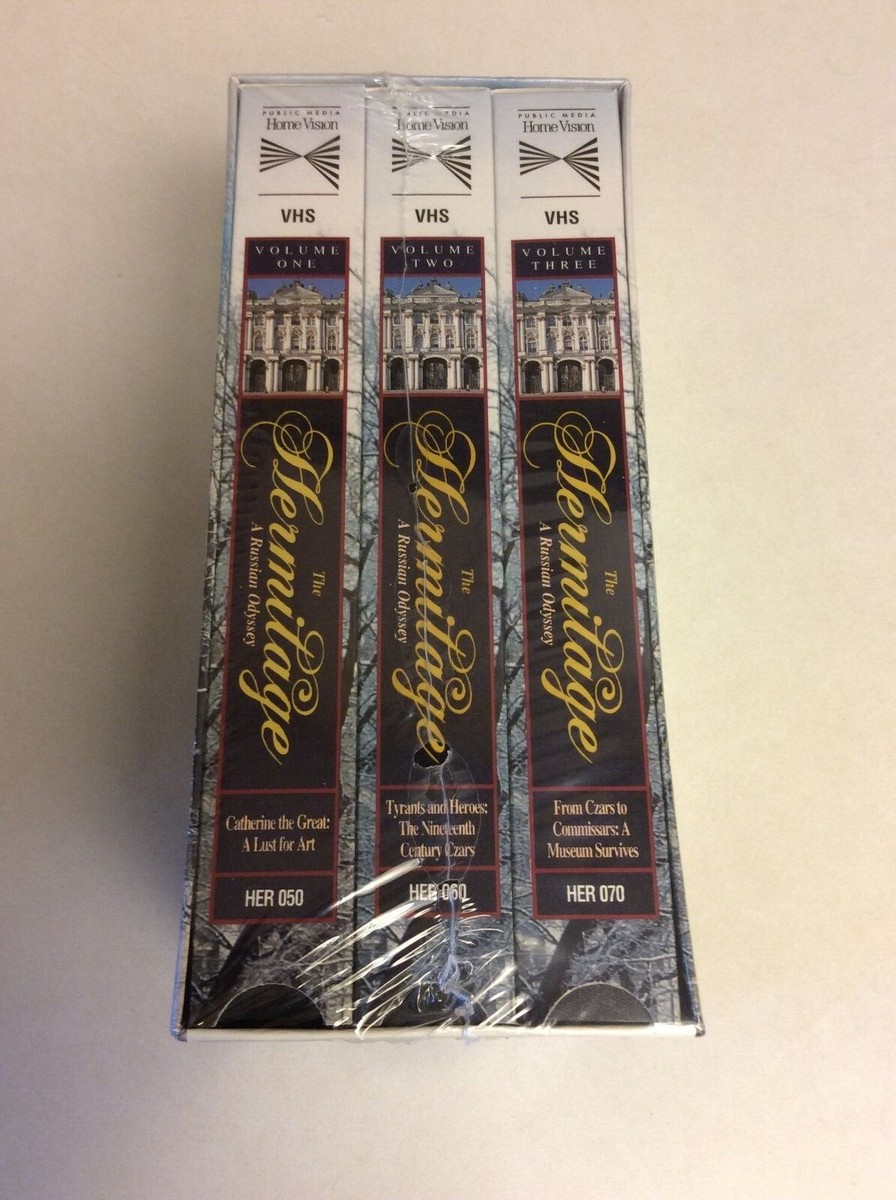 PUBLIC MEDIA
Home Vision
VHS
VOLUME
ONE
The
Hermitage
A Russian Odyssey
Catherine the Great:
A Lust for Art
HER 050
PUBLIC MEDIA
Home Vision
VHS
VOLUME
TWO
The
Hermitage
A Russian Odyssey
Tyrants and Heroes:
The Nineteenth
Century Czars
HER 060
PUBLIC MEDIA
Home Vision
VHS
VOLUME
THREE
The
Hermitage
A Russian Odyssey
From Czars to
Commissars: A
Museum Survives
HER 070